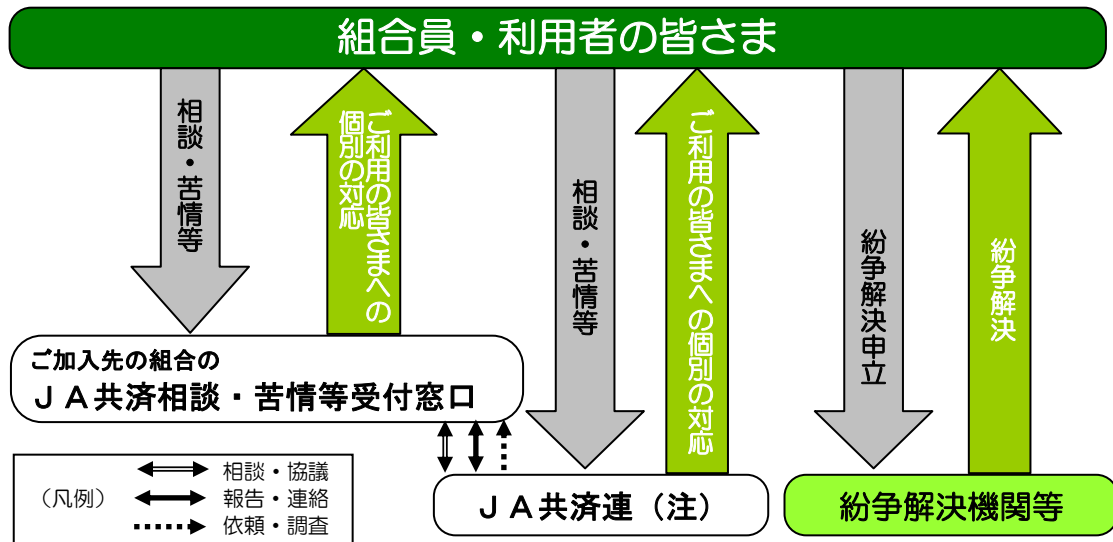 組合員・利用者の皆さま
相談・苦情等
ご利用の皆さまへの
個別の対応
相談・苦情等
ご利用の皆さまへの個別の対応
紛争解決申立
紛争解決
ご加入先の組合の
ＪＡ共済相談・苦情等受付窓口
ＪＡ共済連（注）
紛争解決機関等
（凡例）
相談・協議
報告・連絡
依頼・調査